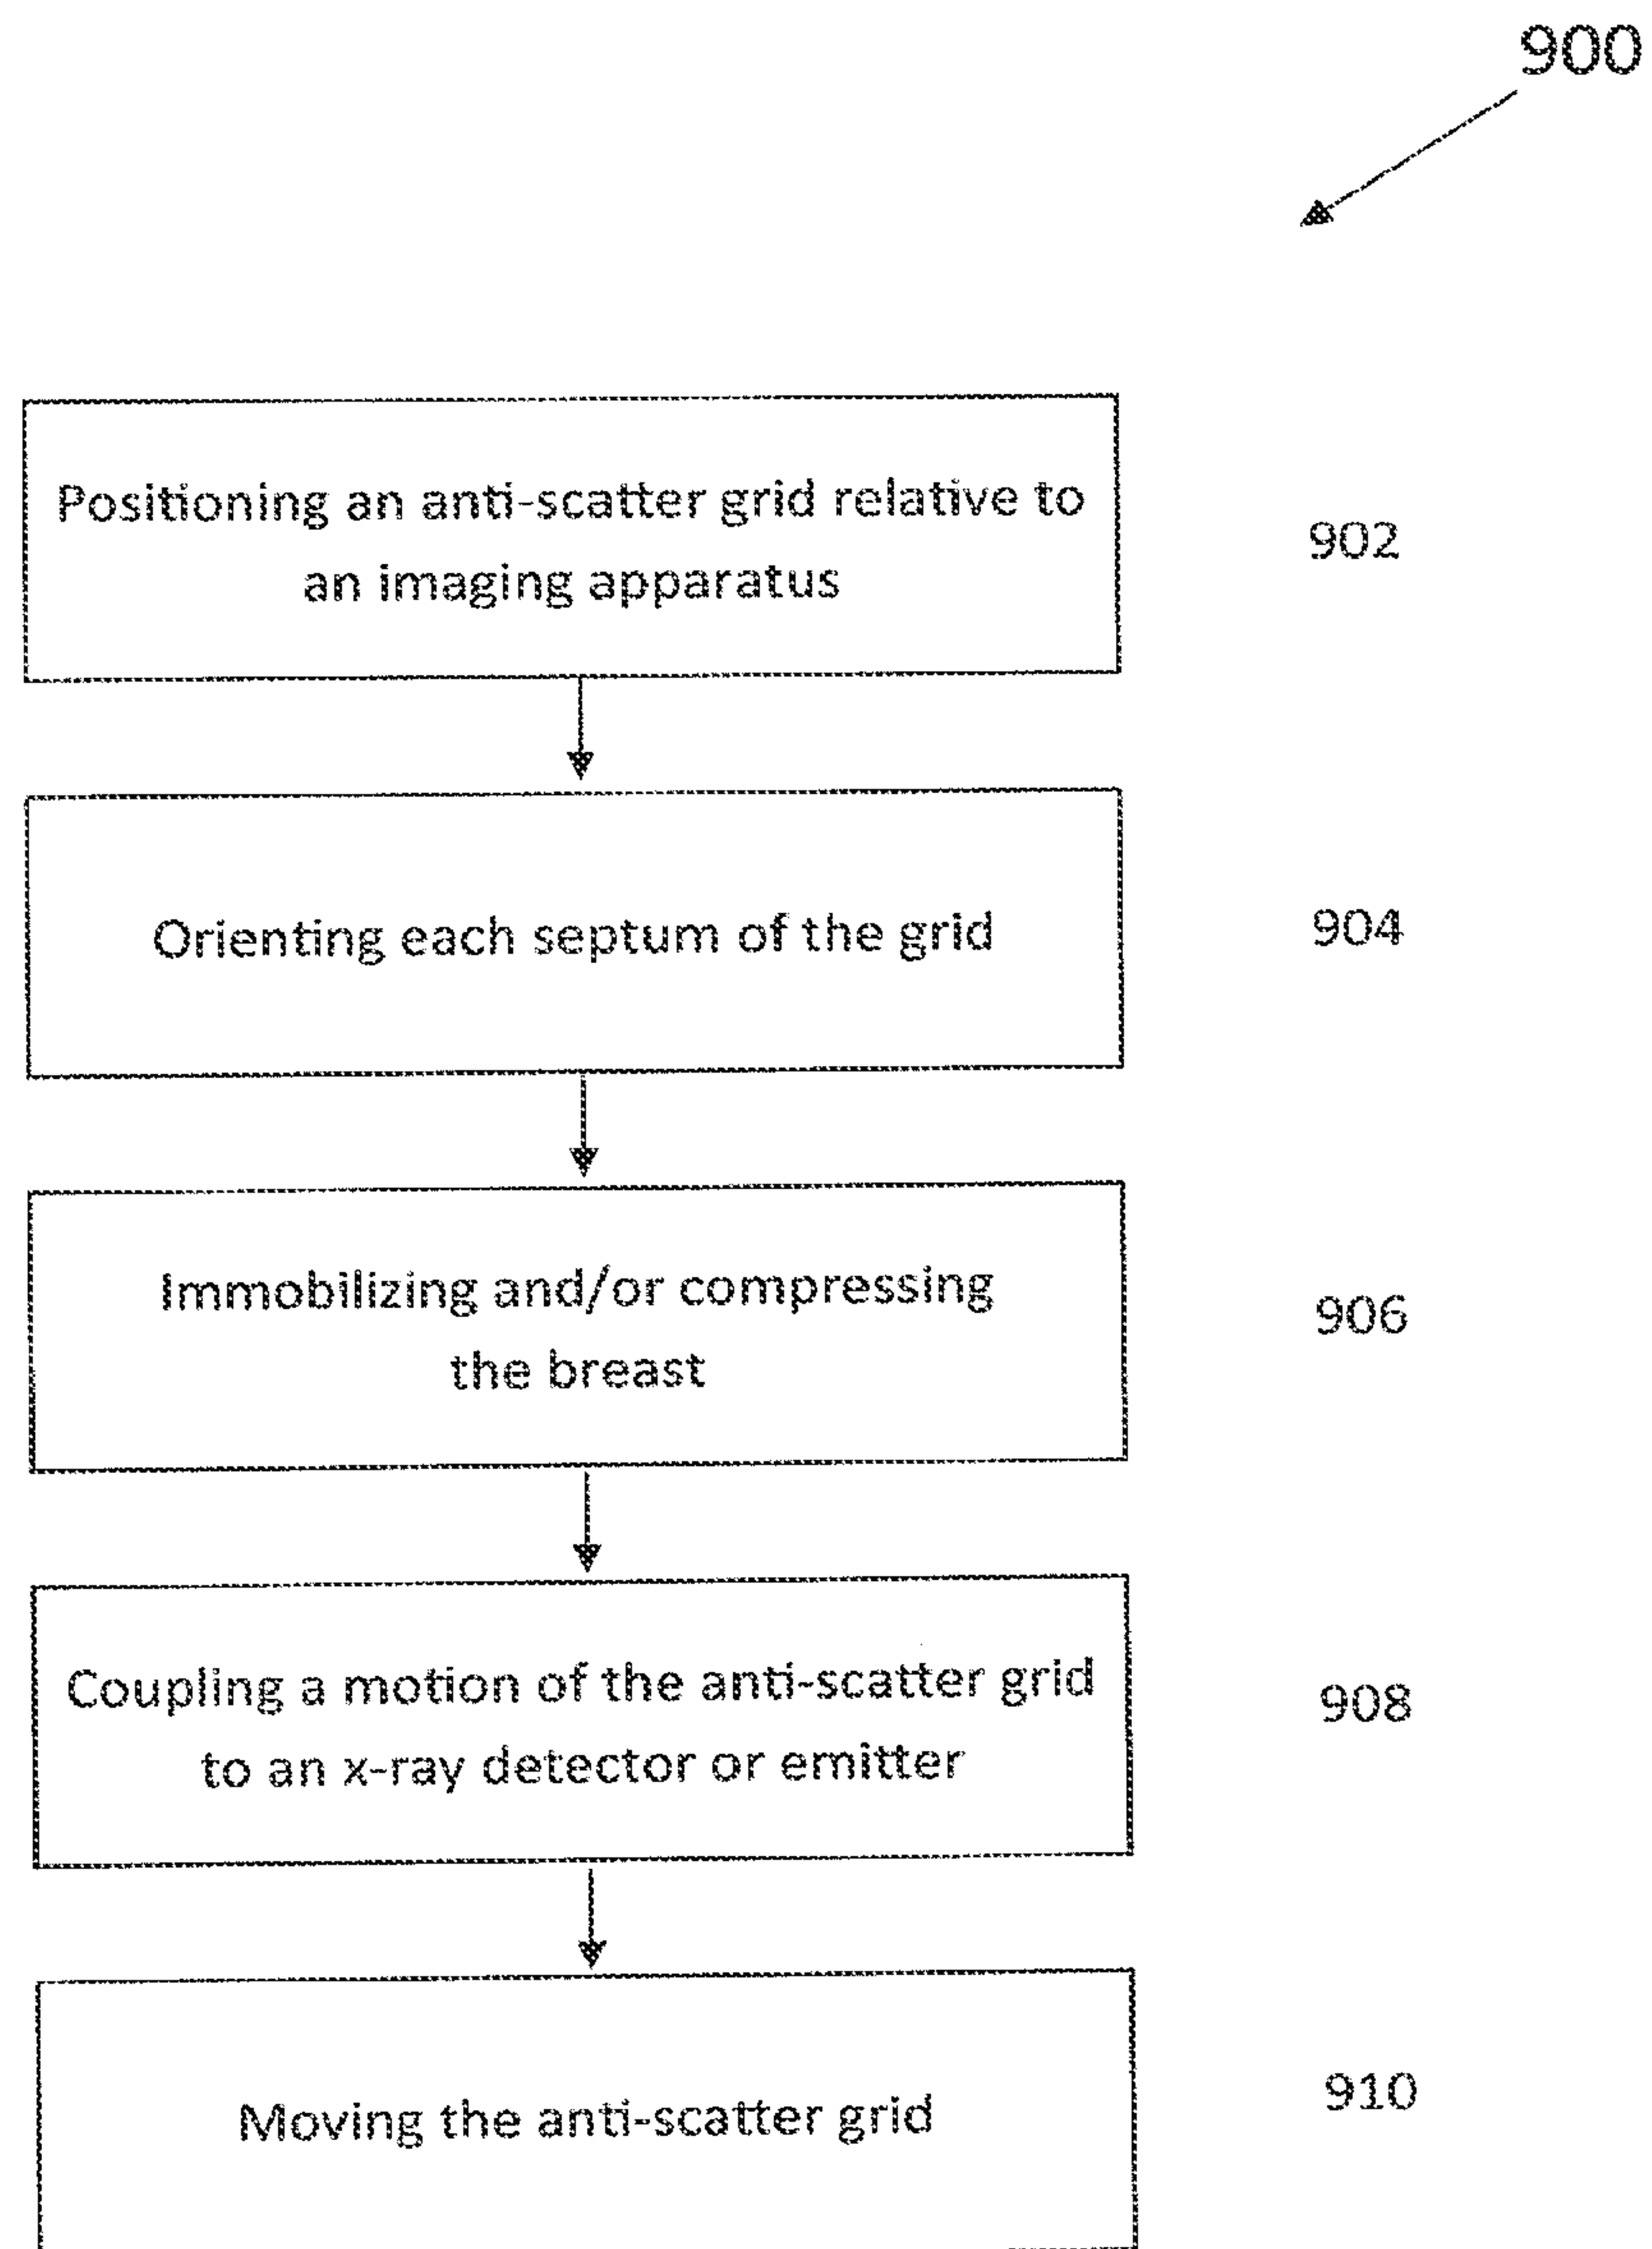 900
Positioning an anti-scatter grid relative to
an imaging apparatus
902
Orienting each septum of the grid
904
Immobilizing and/or compressing
the breast
906
Coupling a motion of the anti-scatter grid
to an x-ray detector or emitter
908
Moving the anti-scatter grid
910